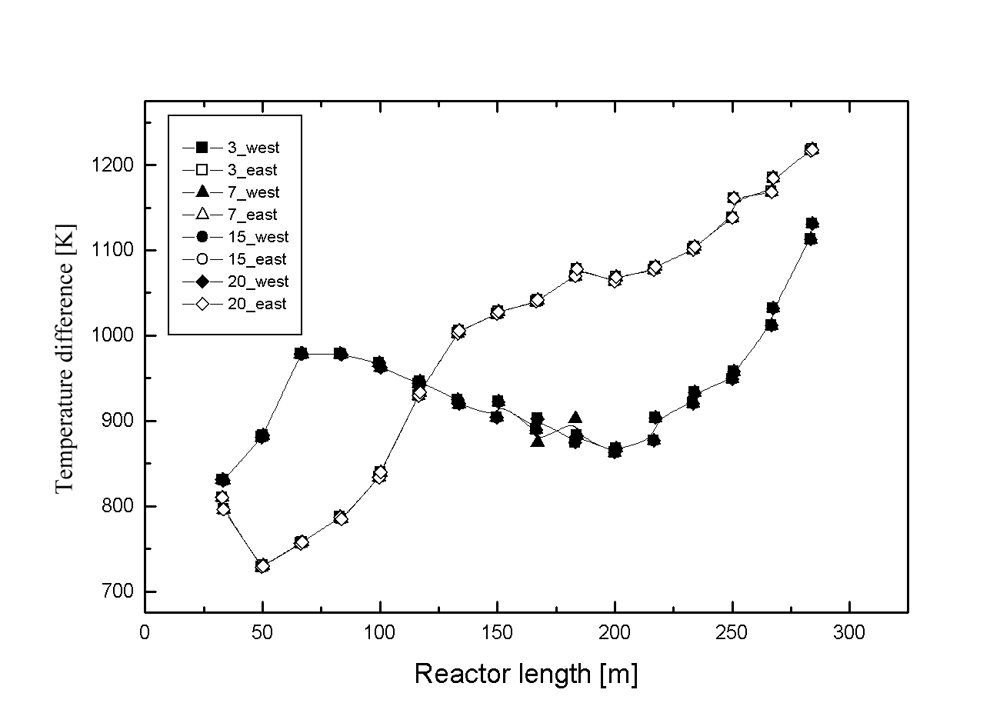 3_west
3_east
7_west
7_east
15_west
15_east
20_west
20_east
1200
1100
1000
900
800
700
Temperature difference [K]
0 50 100 150 200 250 300
Reactor length [m]